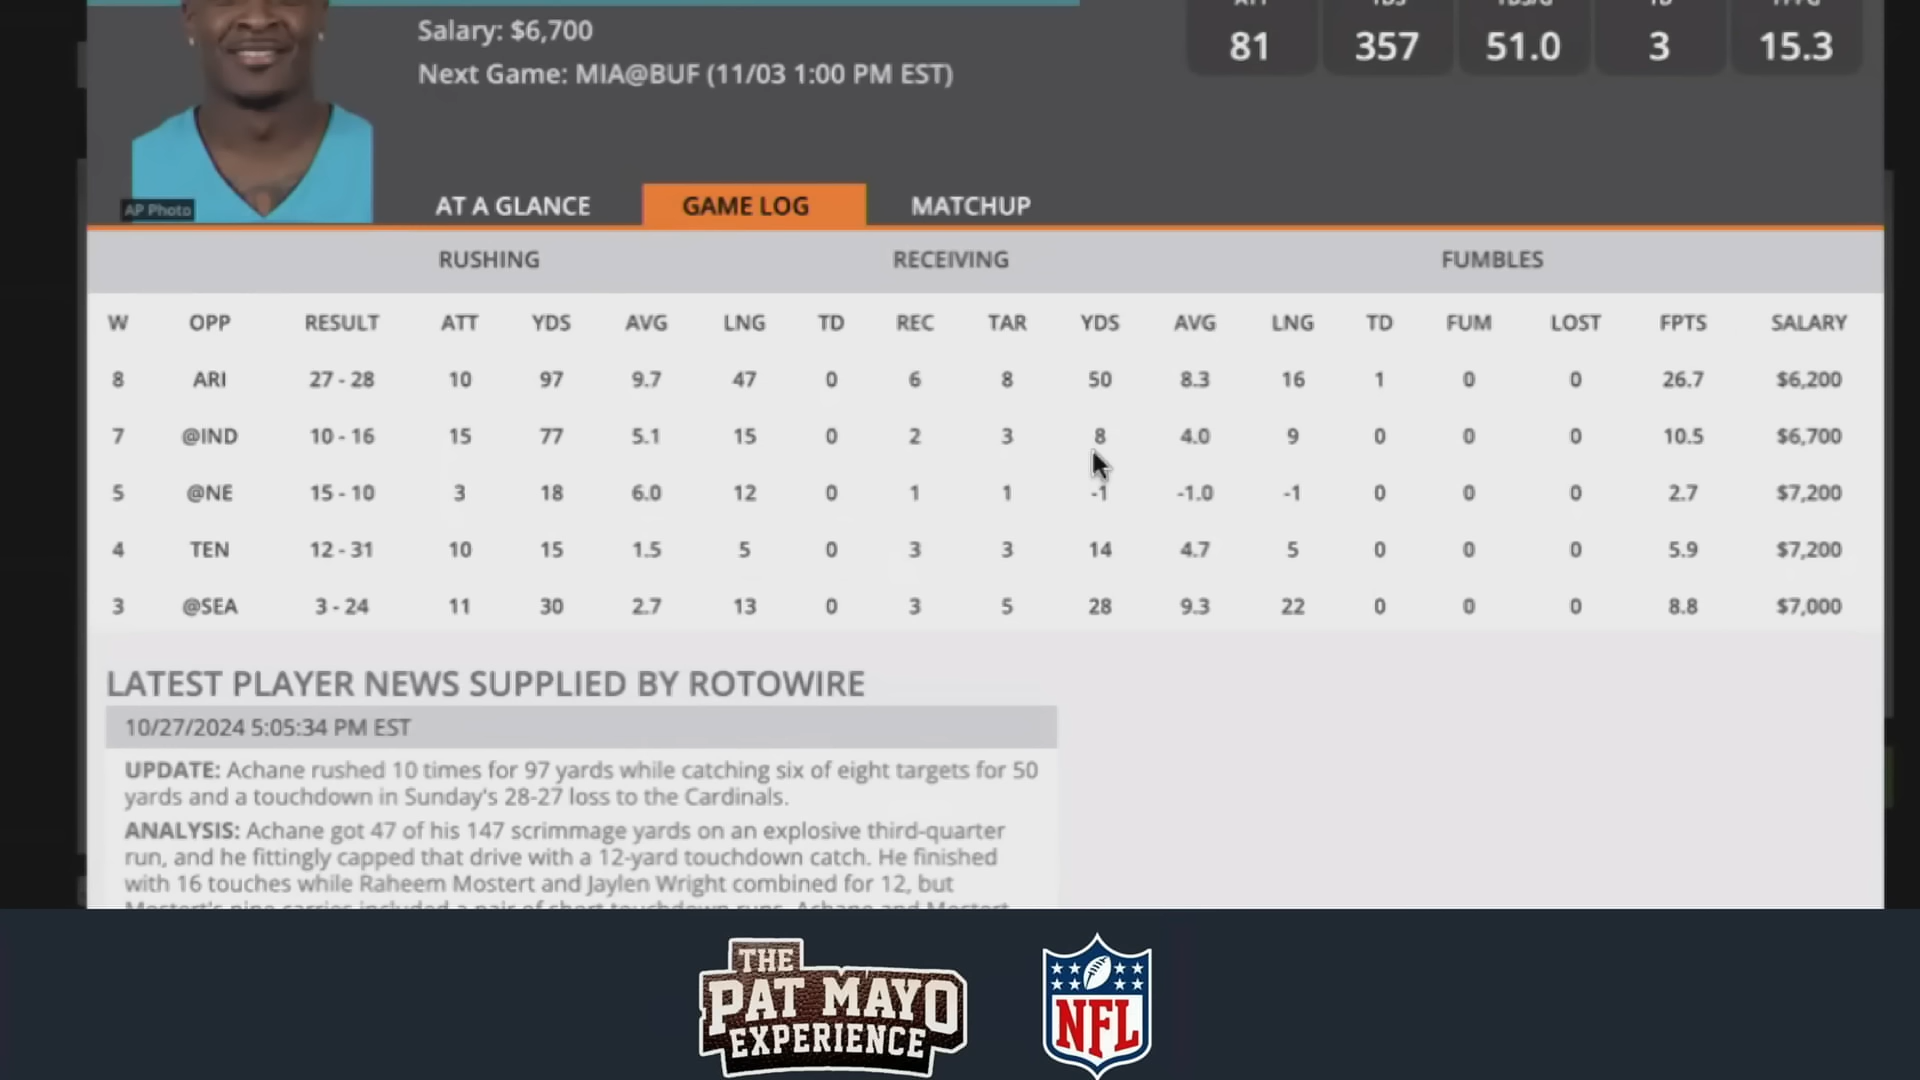 Salary: $6,700
Next Game: MIA@BUF (11/03 1:00 PM EST)
81 357 51.0 3 15.3
AP Photo
AT A GLANCE GAME LOG MATCHUP
RUSHING RECEIVING FUMBLES
W OPP RESULT ATT YDS AVG LNG TD REC TAR YDS AVG LNG TD FUM LOST FPTS SALARY
8 ARI 27 - 28 10 97 9.7 47 0 6 8 50 8.3 16 1 0 0 26.7 $6,200
7 @IND 10 - 16 15 77 5.1 15 0 2 3 8 4.0 9 0 0 0 10.5 $6,700
5 @NE 15 - 10 3 18 6.0 12 0 1 1 -1 -1.0 -1 0 0 0 2.7 $7,200
4 TEN 12 - 31 10 15 1.5 5 0 3 3 14 4.7 5 0 0 0 5.9 $7,200
3 @SEA 3 - 24 11 30 2.7 13 0 3 5 28 9.3 22 0 0 0 8.8 $7,000
LATEST PLAYER NEWS SUPPLIED BY ROTOWIRE
10/27/2024 5:05:34 PM EST
UPDATE: Achane rushed 10 times for 97 yards while catching six of eight targets for 50
yards and a touchdown in Sunday's 28-27 loss to the Cardinals.
ANALYSIS: Achane got 47 of his 147 scrimmage yards on an explosive third-quarter
run, and he fittingly capped that drive with a 12-yard touchdown catch. He finished
with 16 touches while Raheem Mostert and Jaylen Wright combined for 12, but
THE
PAT MAYO
EXPERIENCE
NFL